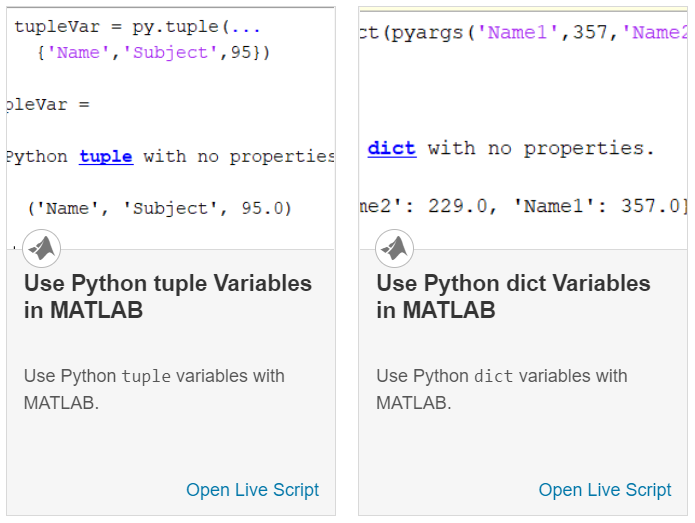 tupleVar = py.tuple(...
{'Name','Subject',95})
pleVar =
Python tuple with no properties
('Name', 'Subject', 95.0)
Use Python tuple Variables
in MATLAB
Use Python tuple variables with
MATLAB.
Open Live Script
ct(pyargs('Name1',357,'Name2
dict with no properties.
me2': 229.0, 'Name1': 357.0}
Use Python dict Variables
in MATLAB
Use Python dict variables with
MATLAB.
Open Live Script